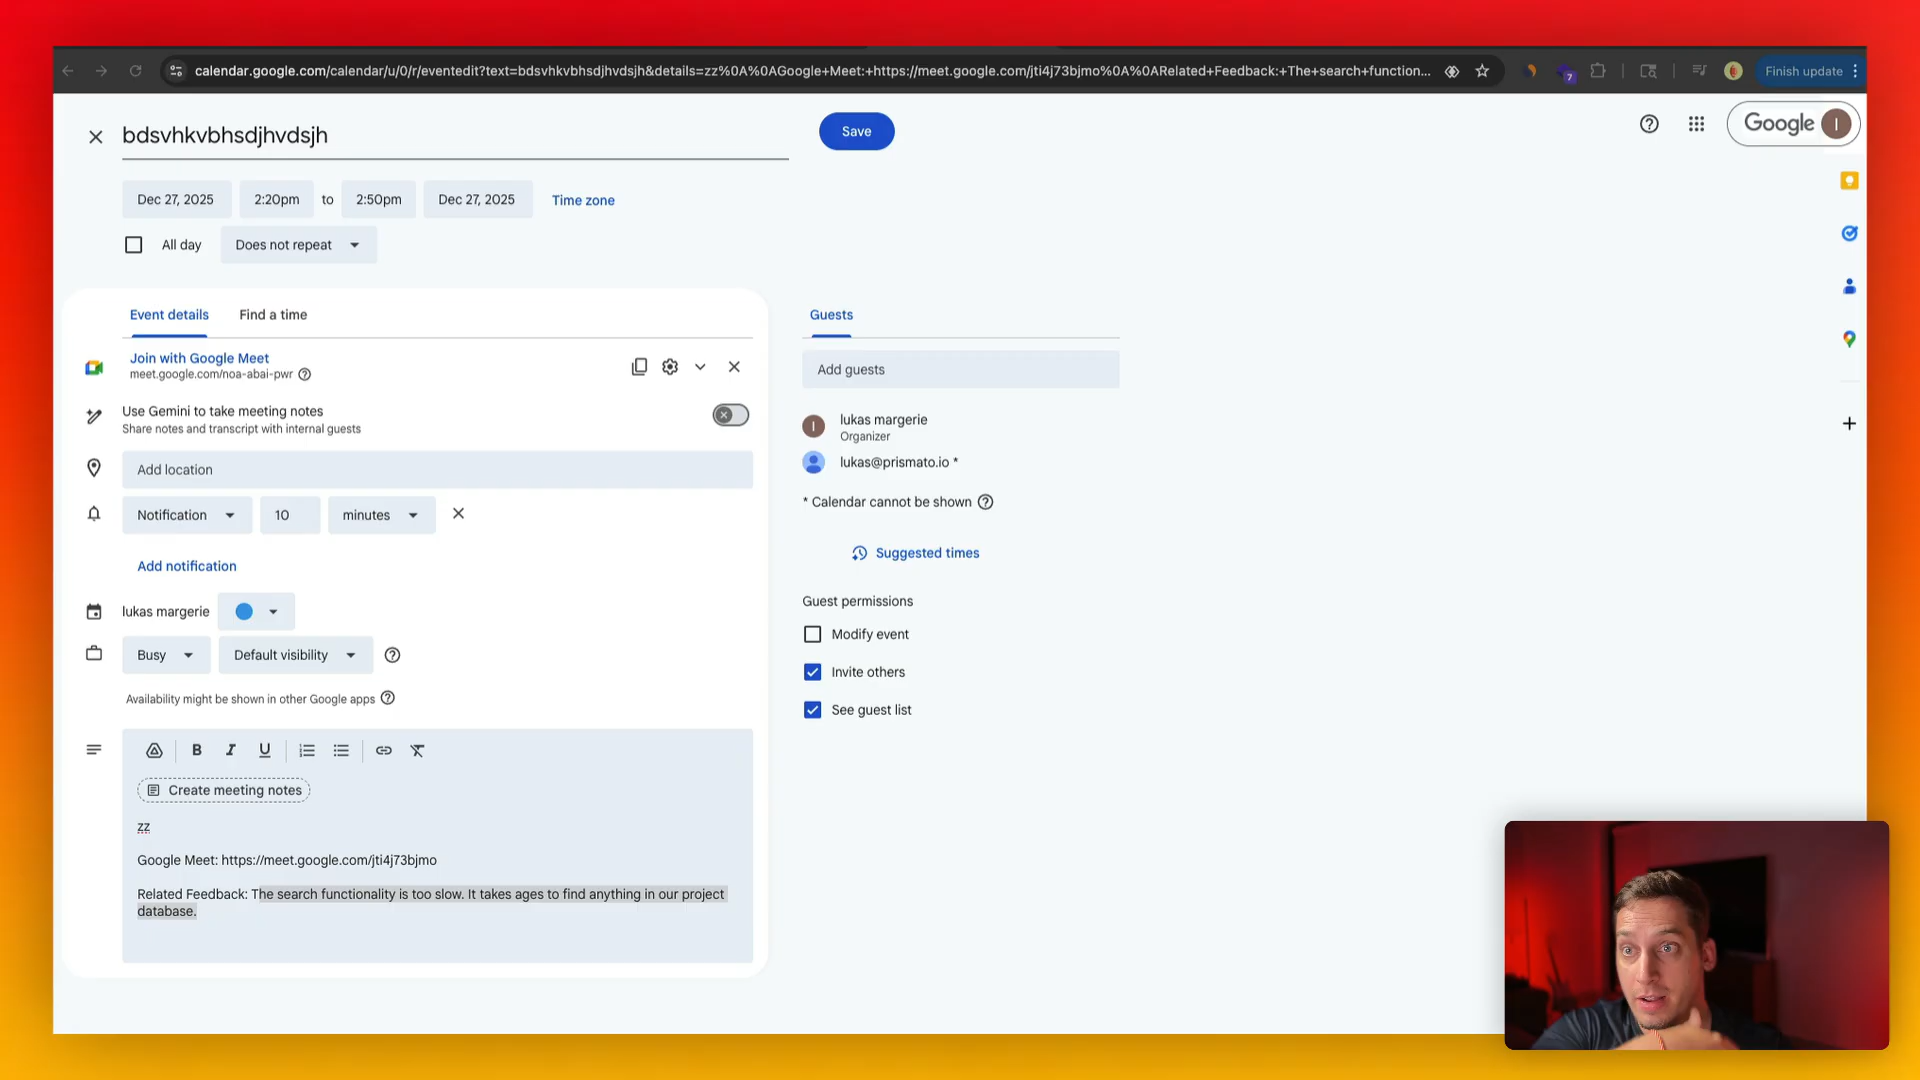 calendar.google.com/calendar/u/0/r/eventedit?text=bdsvhkvbhsdjhvdsjh&details=zz%0A%0AGoogle+Meet:+https://meet.google.com/jti4j73bjmo%0A%0ARelated+Feedback:+The+search+function...
7
Finish update
bdsvhkvbhsdjhvdsjh
Save
Google
Dec 27, 2025
2:20pm
to
2:50pm
Dec 27, 2025
Time zone
All day
Does not repeat
Event details
Find a time
Join with Google Meet
meet.google.com/noa-abai-pwr
Use Gemini to take meeting notes
Share notes and transcript with internal guests
Add location
Notification
10
minutes
Add notification
lukas margerie
Busy
Default visibility
Availability might be shown in other Google apps
B I U
Create meeting notes
zz
Google Meet: https://meet.google.com/jti4j73bjmo
Related Feedback: The search functionality is too slow. It takes ages to find anything in our project
database.
Guests
Add guests
l
lukas margerie
Organizer
lukas@prismato.io *
* Calendar cannot be shown
Suggested times
Guest permissions
Modify event
Invite others
See guest list